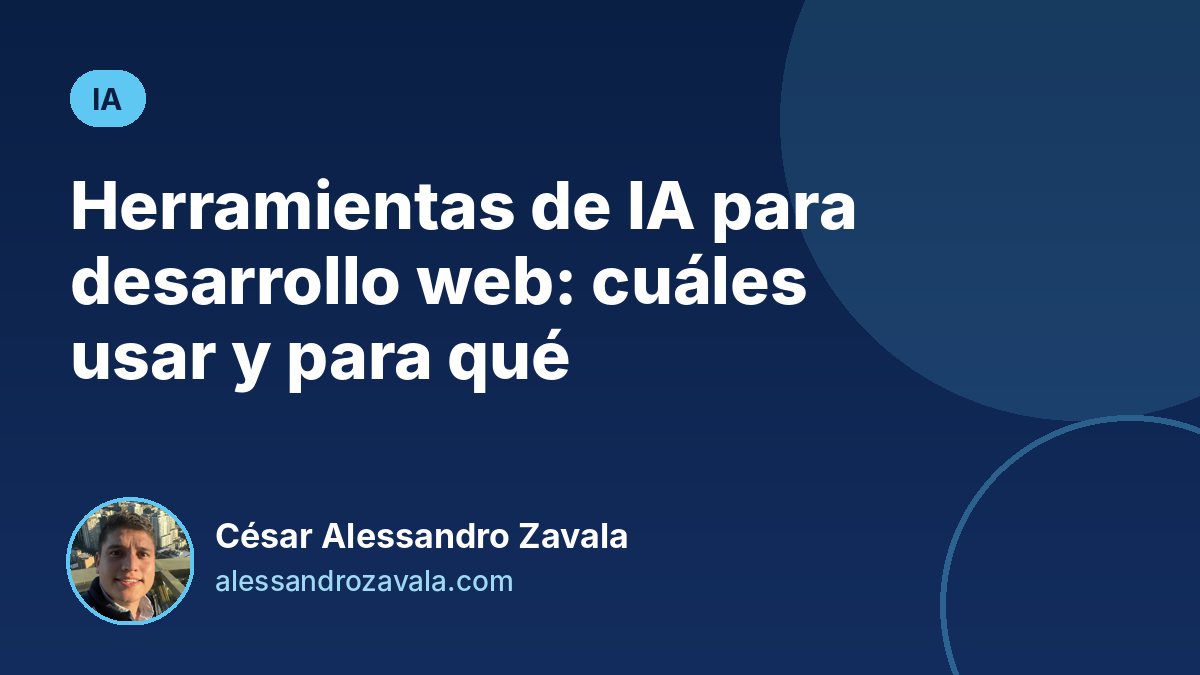 IA
Herramientas de IA para
desarrollo web: cuáles
usar y para qué
César Alessandro Zavala
alessandrozavala.com